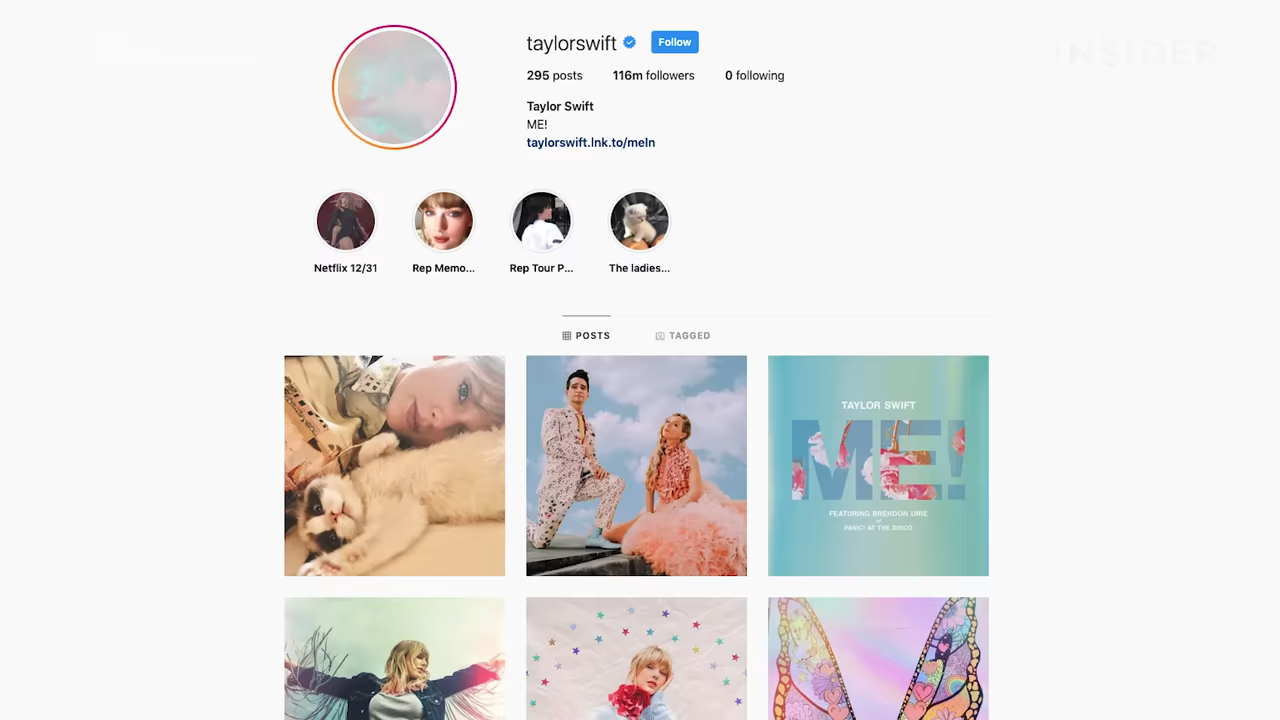 taylorswift Follow
INSIDER
295 posts 116m followers 0 following
Taylor Swift
ME!
taylorswift.lnk.to/meIn
Netflix 12/31 Rep Memo... Rep Tour P... The ladies...
POSTS TAGGED
TAYLOR SWIFT
ME!
FEATURING BRENDON URIE
of
PANIC! AT THE DISCO